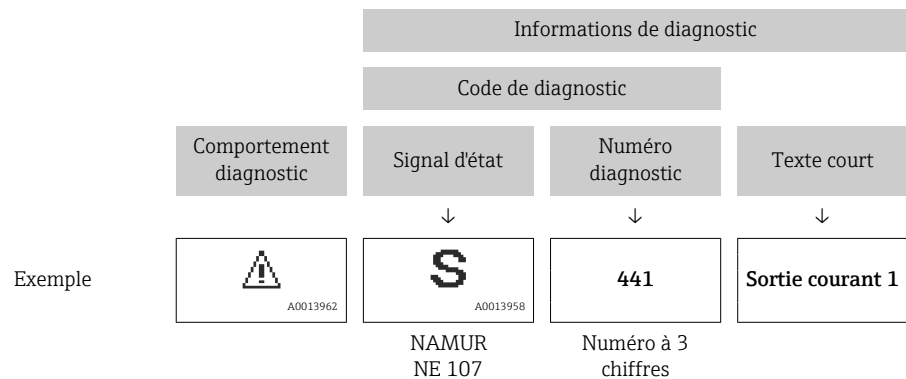 Informations de diagnostic
Code de diagnostic
Comportement
diagnostic
Signal d'état
Numéro
diagnostic
Texte court
↓ ↓ ↓
Exemple
A0013962
S
A0013958
441
Sortie courant 1
NAMUR
NE 107
Numéro à 3
chiffres